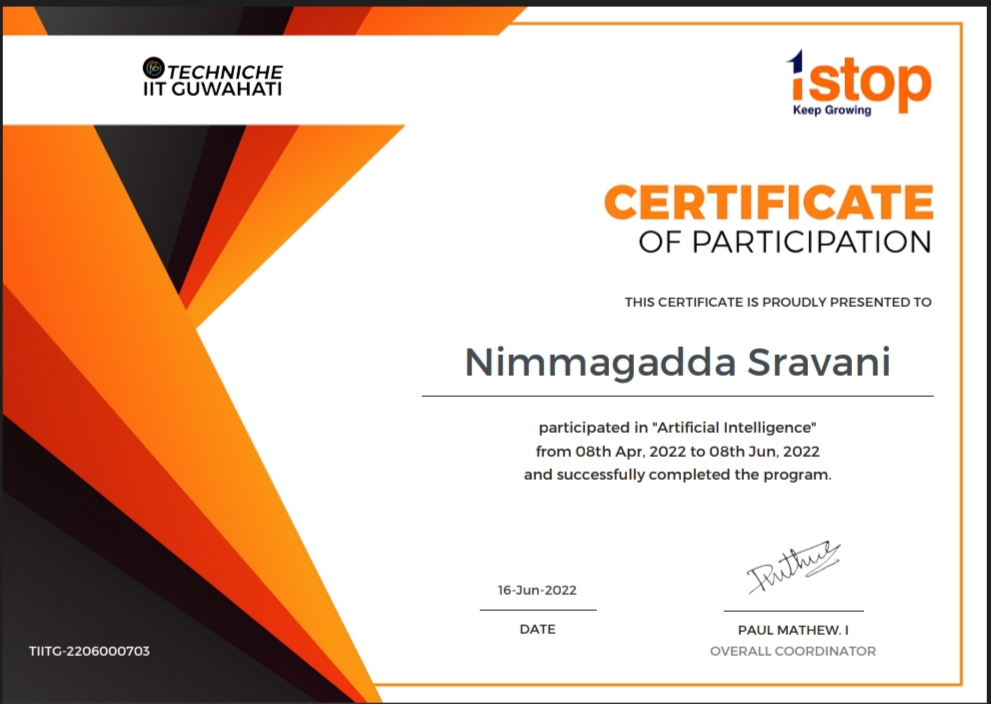 TECHNICHE
IIT GUWAHATI
1stop
Keep Growing
CERTIFICATE
OF PARTICIPATION
THIS CERTIFICATE IS PROUDLY PRESENTED TO
Nimmagadda Sravani
participated in "Artificial Intelligence"
from 08th Apr, 2022 to 08th Jun, 2022
and successfully completed the program.
16-Jun-2022
DATE
PAUL MATHEW. I
OVERALL COORDINATOR
TIITG-2206000703